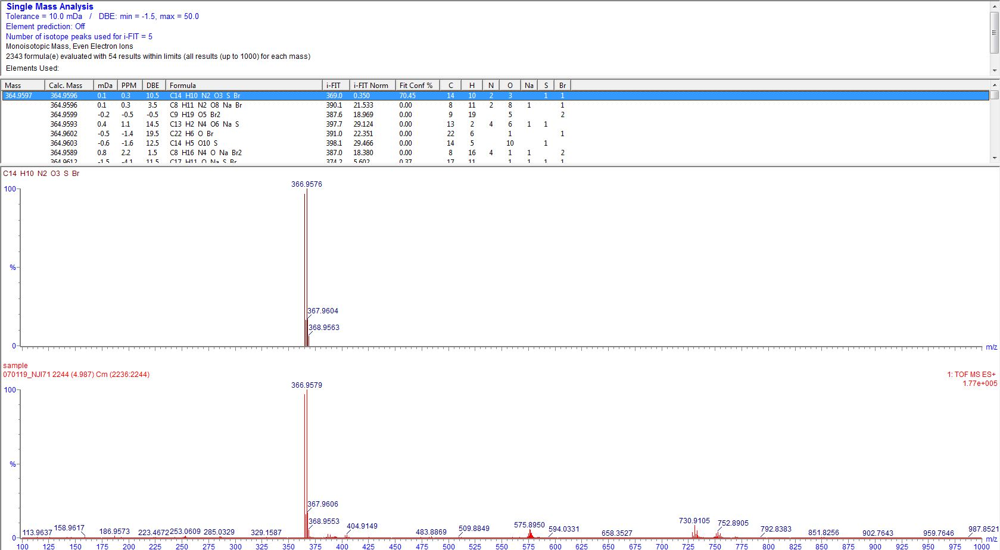 Single Mass Analysis
Tolerance = 10.0 mDa / DBE: min = -1.5, max = 50.0
Element prediction: Off
Number of isotope peaks used for i-FIT = 5
Monoisotopic Mass, Even Electron Ions
2343 formula(e) evaluated with 54 results within limits (all results (up to 1000) for each mass)
Elements Used:
Mass Calc. Mass mDa PPM DBE Formula i-FIT i-FIT Norm Fit Conf % C H N O Na S Br
364.9597 364.9596 0.1 0.3 10.5 C14 H10 N2 O3 S Br 369.0 0.350 70.45 14 10 2 3 1 1
364.9596 0.1 0.3 3.5 C8 H11 N2 O8 Na Br 390.1 21.533 0.00 8 11 2 8 1 1
364.9599 -0.2 -0.5 -0.5 C9 H19 O5 Br2 387.6 18.969 0.00 9 19 5 2
364.9593 0.4 1.1 14.5 C13 H2 N4 O6 Na S 397.7 29.124 0.00 13 2 4 6 1 1
364.9602 -0.5 -1.4 19.5 C22 H6 O Br 391.0 22.351 0.00 22 6 1 1
364.9603 -0.6 -1.6 12.5 C14 H5 O10 S 398.1 29.466 0.00 14 5 10 1
364.9589 0.8 2.2 1.5 C8 H16 N4 O Na Br2 387.0 18.380 0.00 8 16 4 1 1 2
364.9612 -1.5 -4.1 11.5 C17 H11 O Na S Br 374.2 5.602 0.37 17 11 1 1 1 1
C14 H10 N2 O3 S Br
366.9576
100
367.9604
%
368.9563
0
m/z
sample
070119_NJI71 2244 (4.987) Cm (2236:2244)
1: TOF MS ES+
1.77e+005
366.9579
100
%
367.9606
368.9553
730.9105
752.8905
113.9637 158.9617 186.9573 223.4672 253.0609 285.0329 329.1587 404.9149 483.8869 509.8849 575.8950 594.0331 658.3527 792.8383 851.8256 902.7643 959.7646 987.8521
0
m/z
100 125 150 175 200 225 250 275 300 325 350 375 400 425 450 475 500 525 550 575 600 625 650 675 700 725 750 775 800 825 850 875 900 925 950 975 1000